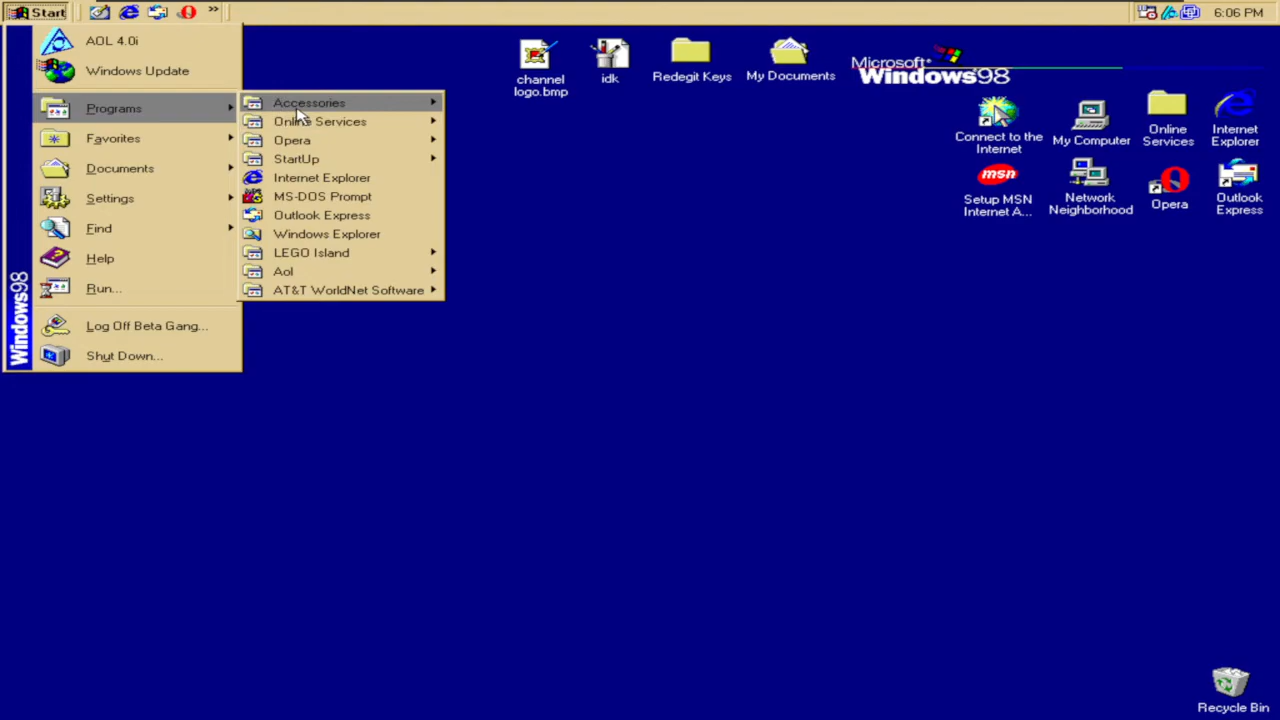 Start
6:06 PM
AOL 4.0i
Windows Update
Programs
Favorites
Documents
Settings
Find
Help
Run...
Log Off Beta Gang...
Shut Down...
Windows98
Accessories
Online Services
Opera
StartUp
Internet Explorer
MS-DOS Prompt
Outlook Express
Windows Explorer
LEGO Island
Aol
AT&T WorldNet Software
channel
logo.bmp
idk
Redegit Keys
My Documents
Microsoft
Windows98
Connect to the
Internet
My Computer
Online
Services
Internet
Explorer
msn
Setup MSN
Internet A...
Network
Neighborhood
Opera
Outlook
Express
Recycle Bin